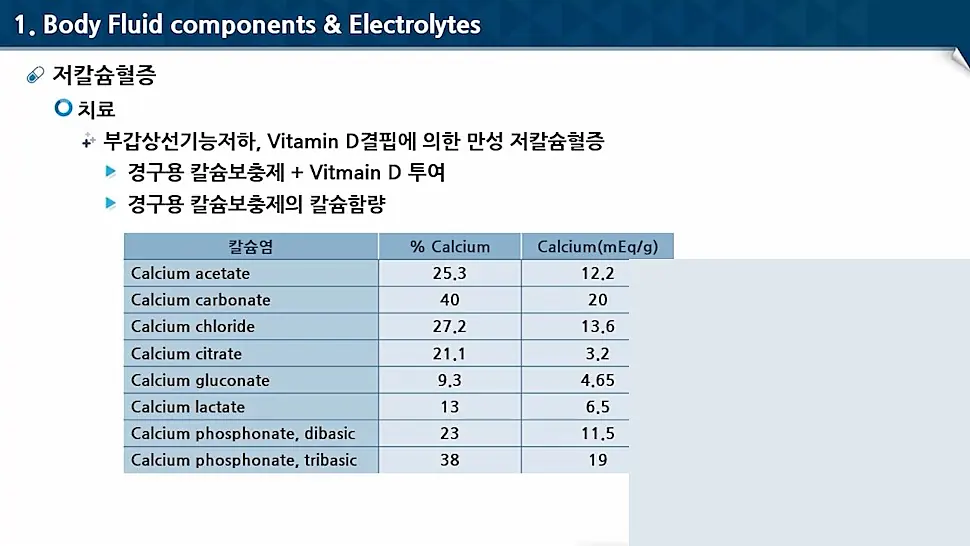 1. Body Fluid components & Electrolytes
저칼슘혈증
치료
부갑상선기능저하, Vitamin D결핍에 의한 만성 저칼슘혈증
경구용 칼슘보충제 + Vitmain D 투여
경구용 칼슘보충제의 칼슘함량
칼슘염 % Calcium Calcium(mEq/g)
Calcium acetate 25.3 12.2
Calcium carbonate 40 20
Calcium chloride 27.2 13.6
Calcium citrate 21.1 3.2
Calcium gluconate 9.3 4.65
Calcium lactate 13 6.5
Calcium phosphonate, dibasic 23 11.5
Calcium phosphonate, tribasic 38 19